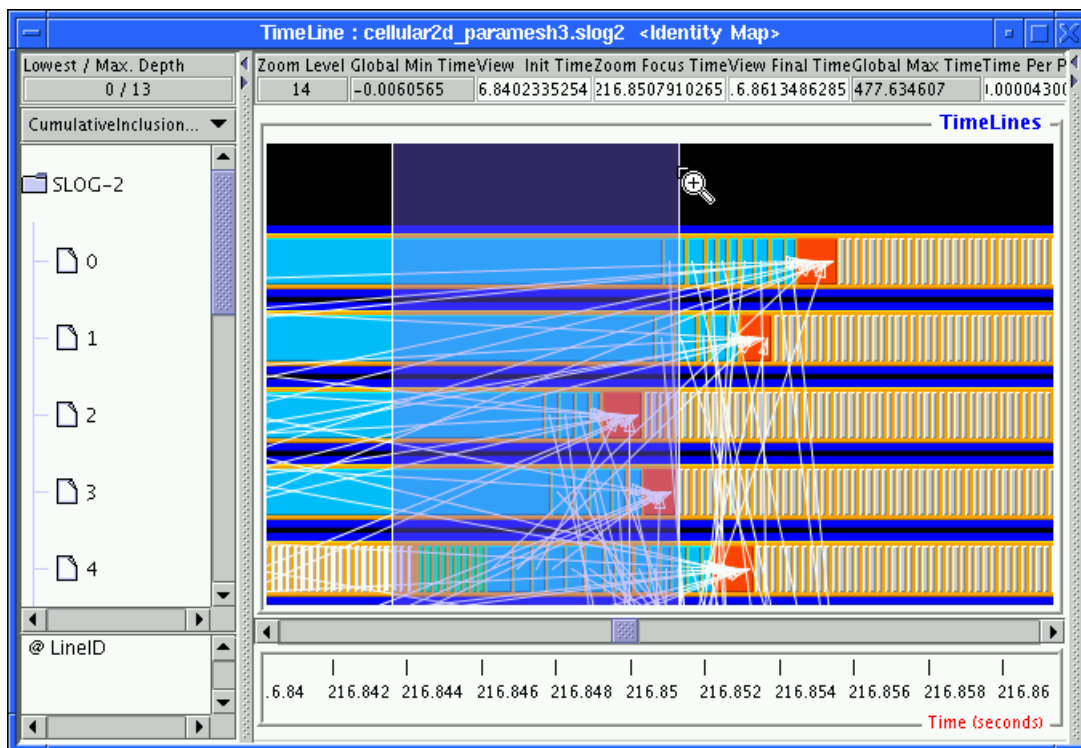 TimeLine : cellular2d_paramesh3.slog2 <Identity Map>
Lowest / Max. Depth
0 / 13
CumulativeInclusion...
SLOG-2
0
1
2
3
4
@ LineID
Zoom Level Global Min Time View Init Time Zoom Focus Time View Final Time Global Max Time Time Per P
14 -0.0060565 6.8402335254 216.8507910265 .6.8613486285 477.634607 .00004300
TimeLines
.6.84 216.842 216.844 216.846 216.848 216.85 216.852 216.854 216.856 216.858 216.86
Time (seconds)